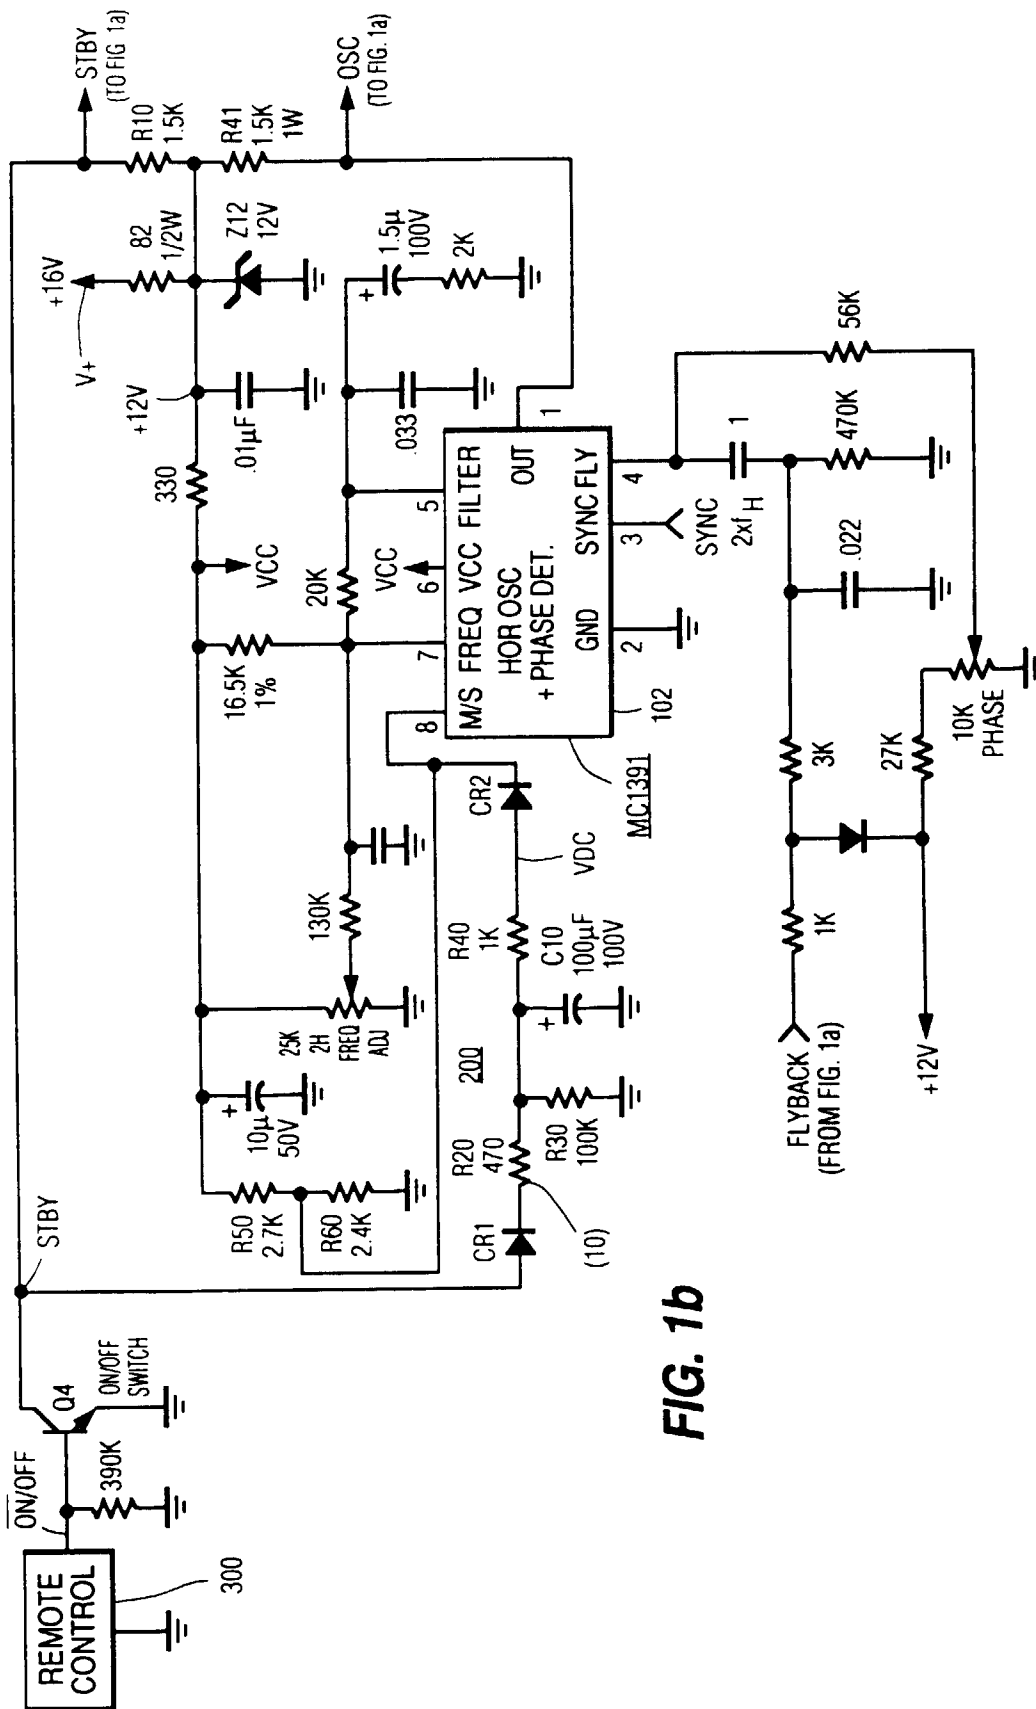 REMOTE
CONTROL
300
ON/OFF
390K
Q4
ON/OFF
SWITCH
STBY
STBY
(TO FIG. 1a)
R10
1.5K
R41
1.5K
1W
OSC
(TO FIG. 1a)
+16V
V+
82
1/2W
Z12
12V
+12V
.01µF
330
VCC
1.5µ
100V
+
2K
.033
20K
VCC
16.5K
1%
130K
25K
2H
FREQ
ADJ
+
10µ
50V
R50
2.7K
R60
2.4K
CR1
R20
470
(10)
R30
100K
200
+
C10
100µF
100V
R40
1K
VDC
CR2
8
7
6
5
M/S FREQ VCC FILTER
HOR OSC
+ PHASE DET.
OUT
GND
SYNC FLY
1
2
3
4
102
MC1391
SYNC
2xfH
1
56K
470K
.022
3K
27K
10K
PHASE
1K
FLYBACK
(FROM FIG. 1a)
+12V
FIG. 1b